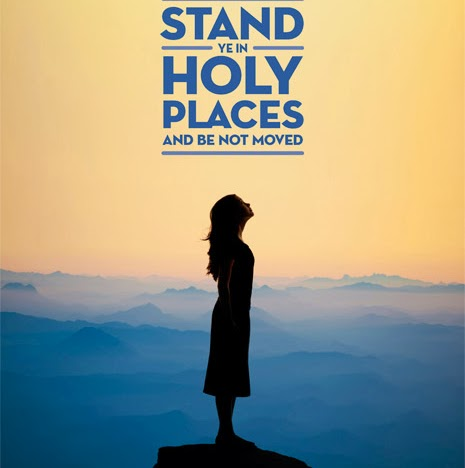 STAND
YE IN
HOLY
PLACES
AND BE NOT MOVED